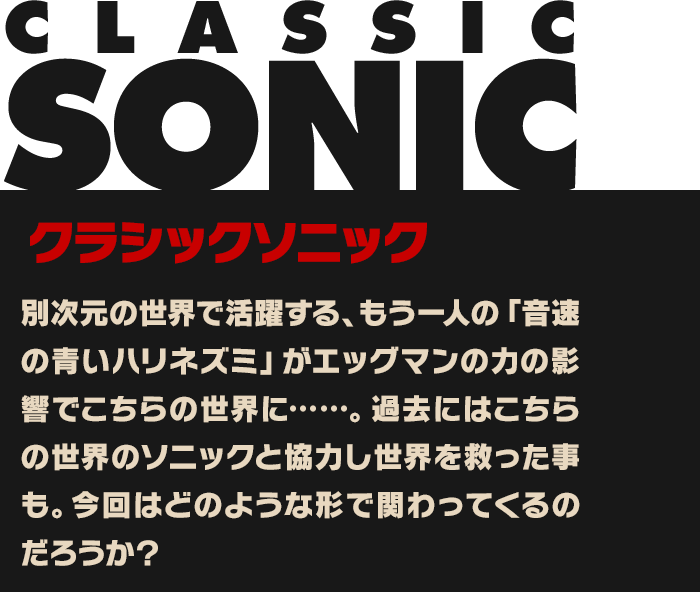 CLASSIC
SONIC
クラシックソニック
別次元の世界で活躍する、もう一人の「音速
の青いハリネズミ」がエッグマンの力の影
響でこちらの世界に……。過去にはこちら
の世界のソニックと協力し世界を救った事
も。今回はどのような形で関わってくるの
だろうか？